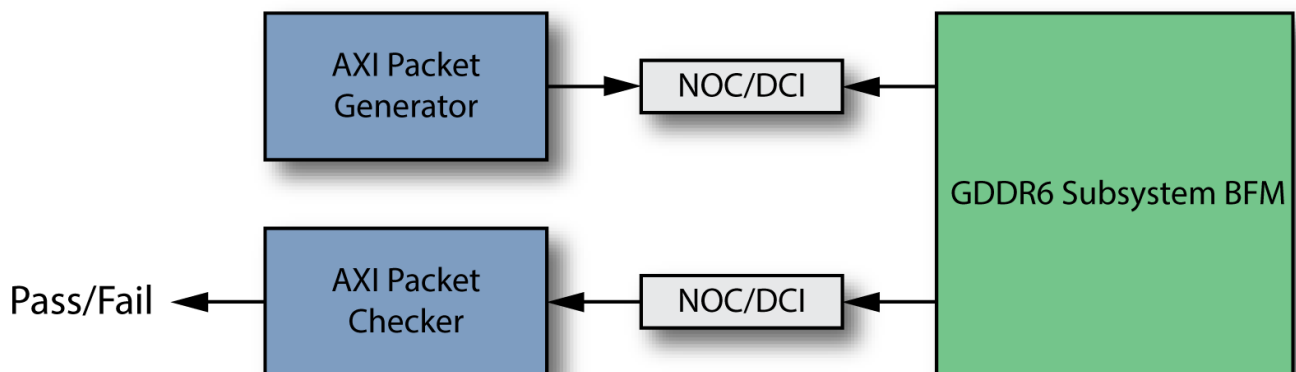 AXI Packet
Generator
NOC/DCI
GDDR6 Subsystem BFM
Pass/Fail
AXI Packet
Checker
NOC/DCI